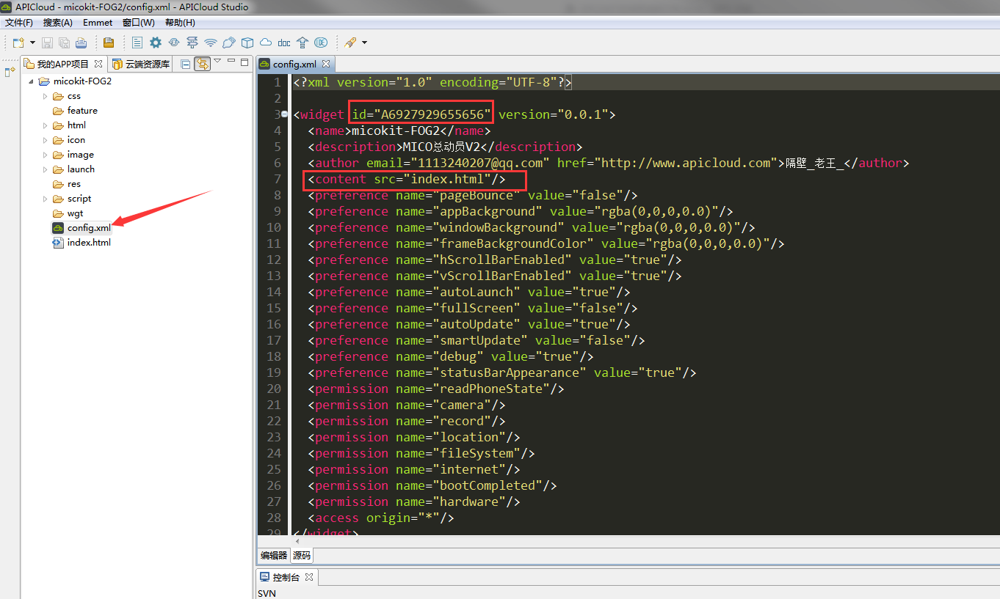 APICloud - micokit-FOG2/config.xml - APICloud Studio
文件(F) 搜索(A) Emmet 窗口(W) 帮助(H)
doc
我的APP项目 云端资源库
micokit-FOG2
css
feature
html
icon
image
launch
res
script
wgt
config.xml
index.html
config.xml
1 <?xml version="1.0" encoding="UTF-8"?>
2
3 <widget id="A6927929655656" version="0.0.1">
4 <name>micokit-FOG2</name>
5 <description>MICO总动员V2</description>
6 <author email="1113240207@qq.com" href="http://www.apicloud.com">隔壁_老王_</author>
7 <content src="index.html"/>
8 <preference name="pageBounce" value="false"/>
9 <preference name="appBackground" value="rgba(0,0,0,0.0)"/>
10 <preference name="windowBackground" value="rgba(0,0,0,0.0)"/>
11 <preference name="frameBackgroundColor" value="rgba(0,0,0,0.0)"/>
12 <preference name="hScrollBarEnabled" value="true"/>
13 <preference name="vScrollBarEnabled" value="true"/>
14 <preference name="autoLaunch" value="true"/>
15 <preference name="fullScreen" value="false"/>
16 <preference name="autoUpdate" value="true"/>
17 <preference name="smartUpdate" value="false"/>
18 <preference name="debug" value="true"/>
19 <preference name="statusBarAppearance" value="true"/>
20 <permission name="readPhoneState"/>
21 <permission name="camera"/>
22 <permission name="record"/>
23 <permission name="location"/>
24 <permission name="fileSystem"/>
25 <permission name="internet"/>
26 <permission name="bootCompleted"/>
27 <permission name="hardware"/>
28 <access origin="*"/>
29 </widget>
编辑器 源码
控制台
SVN